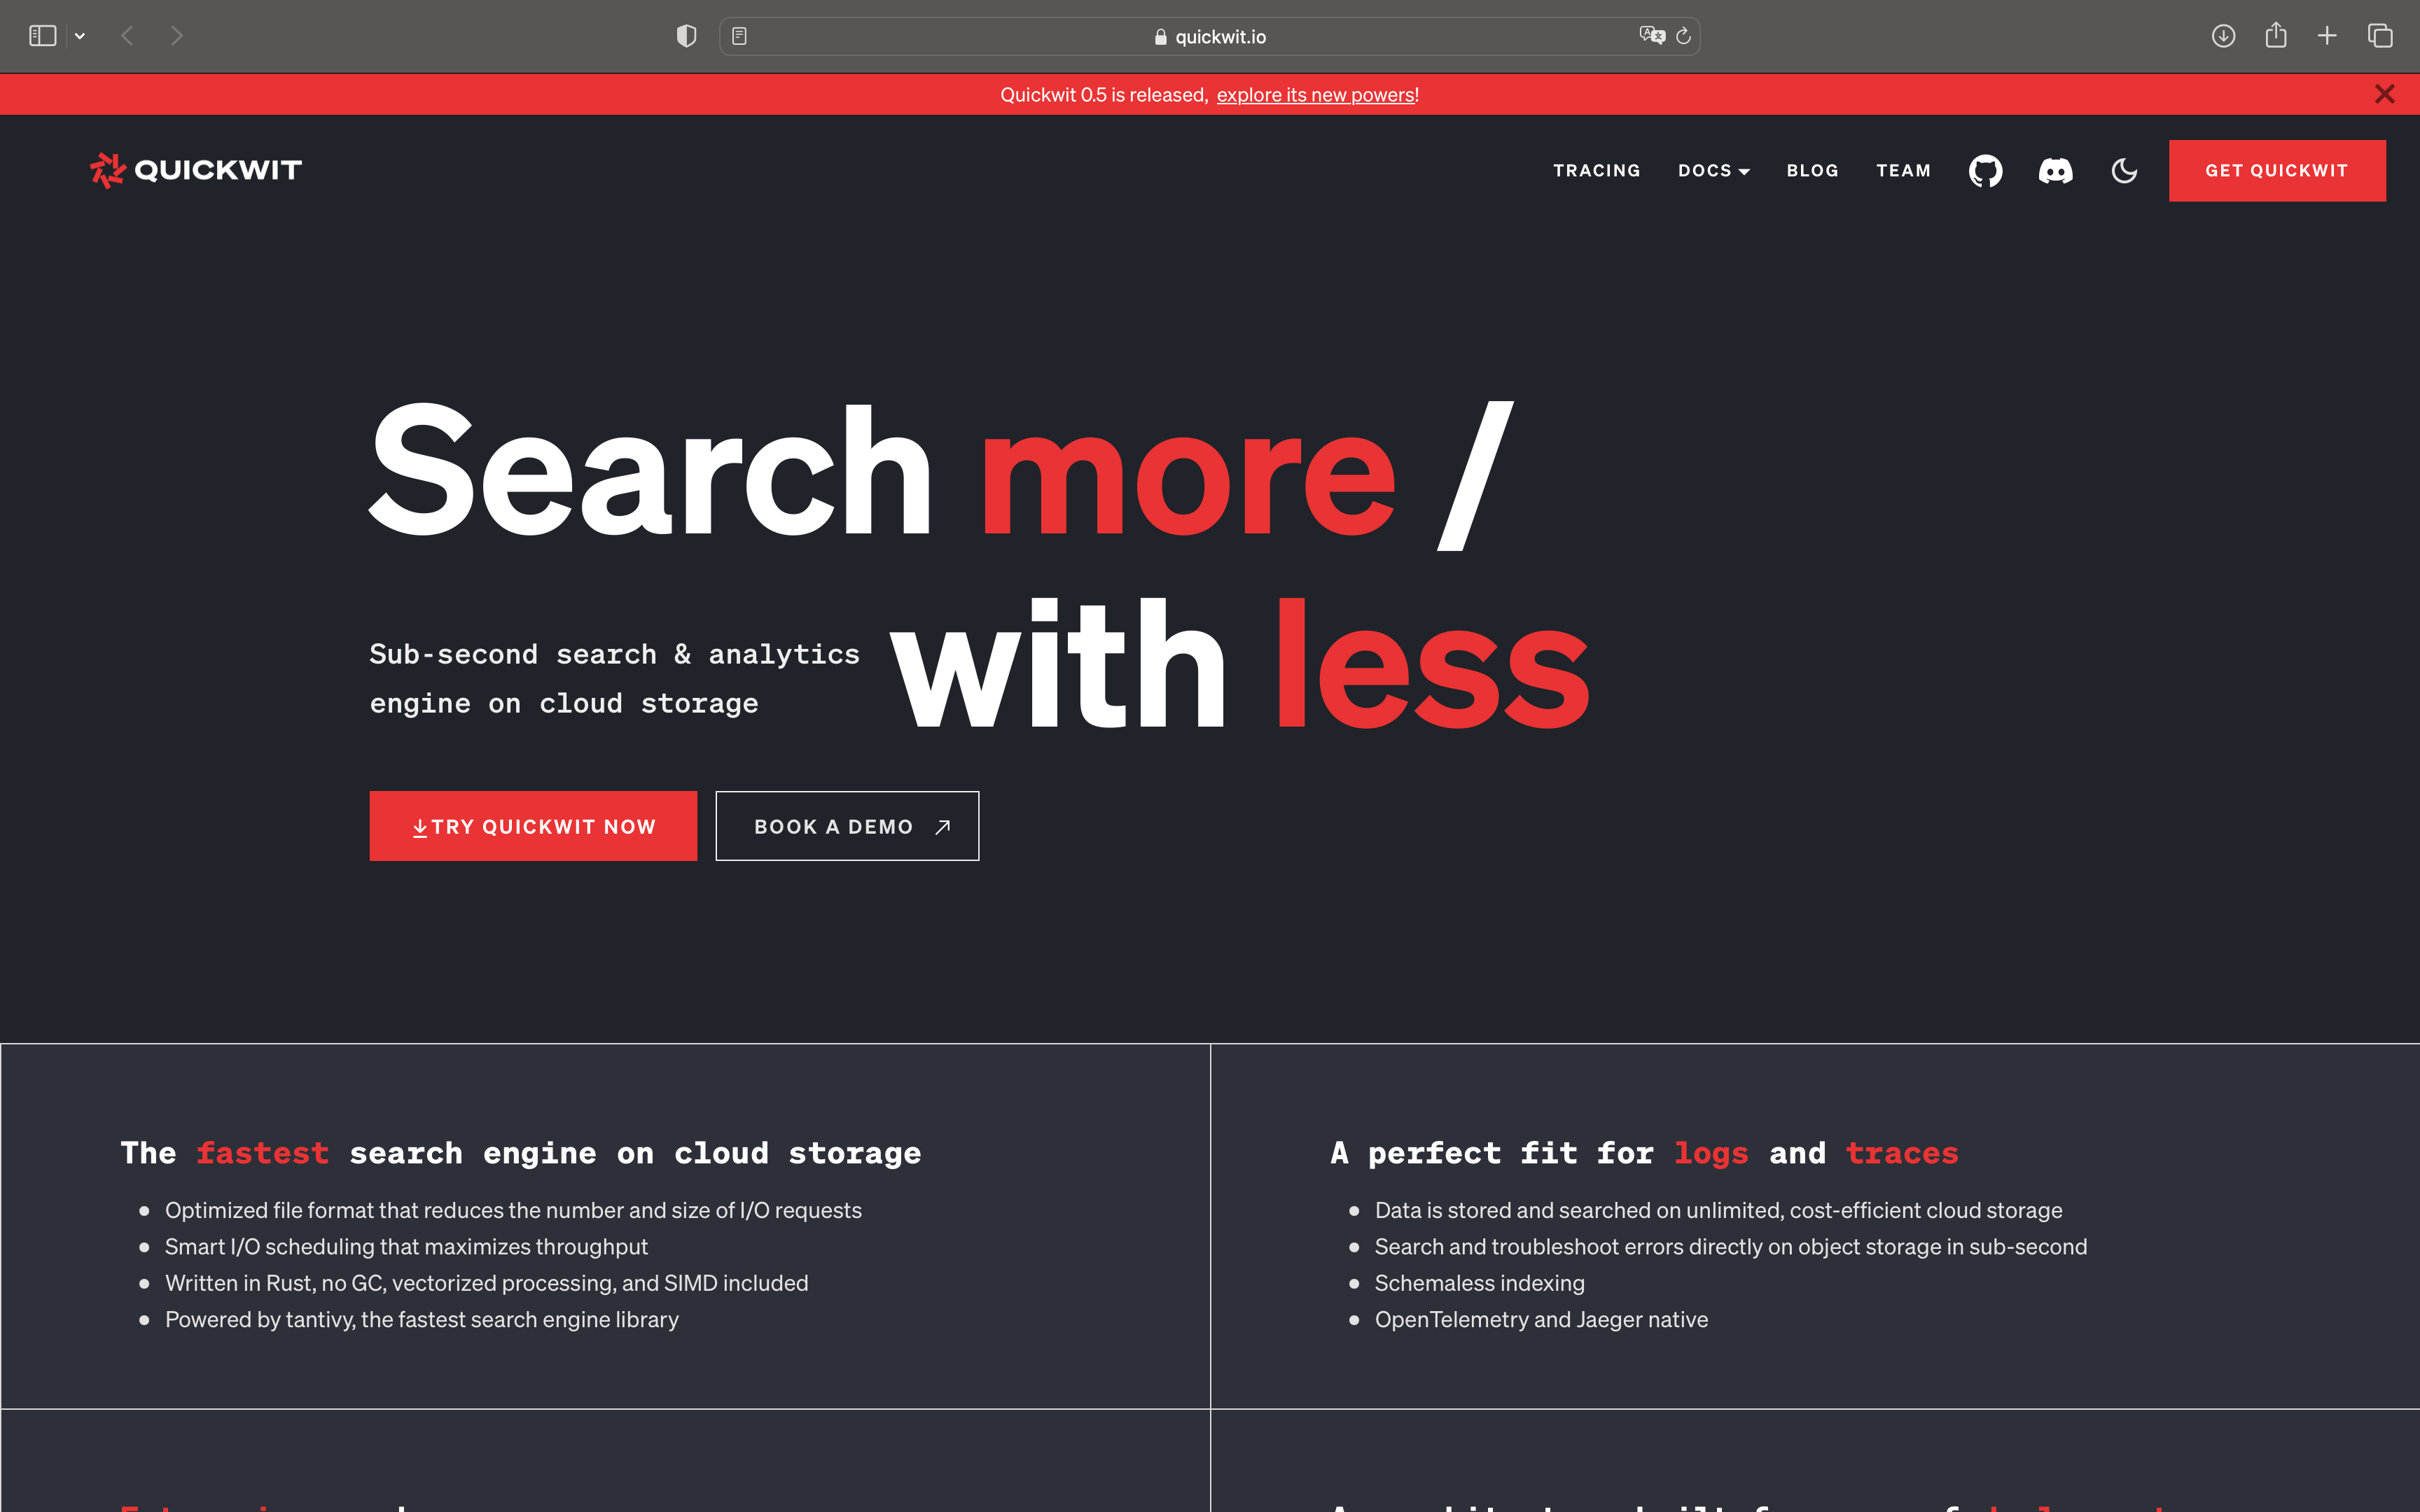 quickwit.io
Quickwit 0.5 is released, explore its new powers!
QUICKWIT
TRACING DOCS BLOG TEAM GET QUICKWIT
Search more /
Sub-second search & analytics
engine on cloud storage
with less
TRY QUICKWIT NOW BOOK A DEMO
The fastest search engine on cloud storage
Optimized file format that reduces the number and size of I/O requests
Smart I/O scheduling that maximizes throughput
Written in Rust, no GC, vectorized processing, and SIMD included
Powered by tantivy, the fastest search engine library
A perfect fit for logs and traces
Data is stored and searched on unlimited, cost-efficient cloud storage
Search and troubleshoot errors directly on object storage in sub-second
Schemaless indexing
OpenTelemetry and Jaeger native